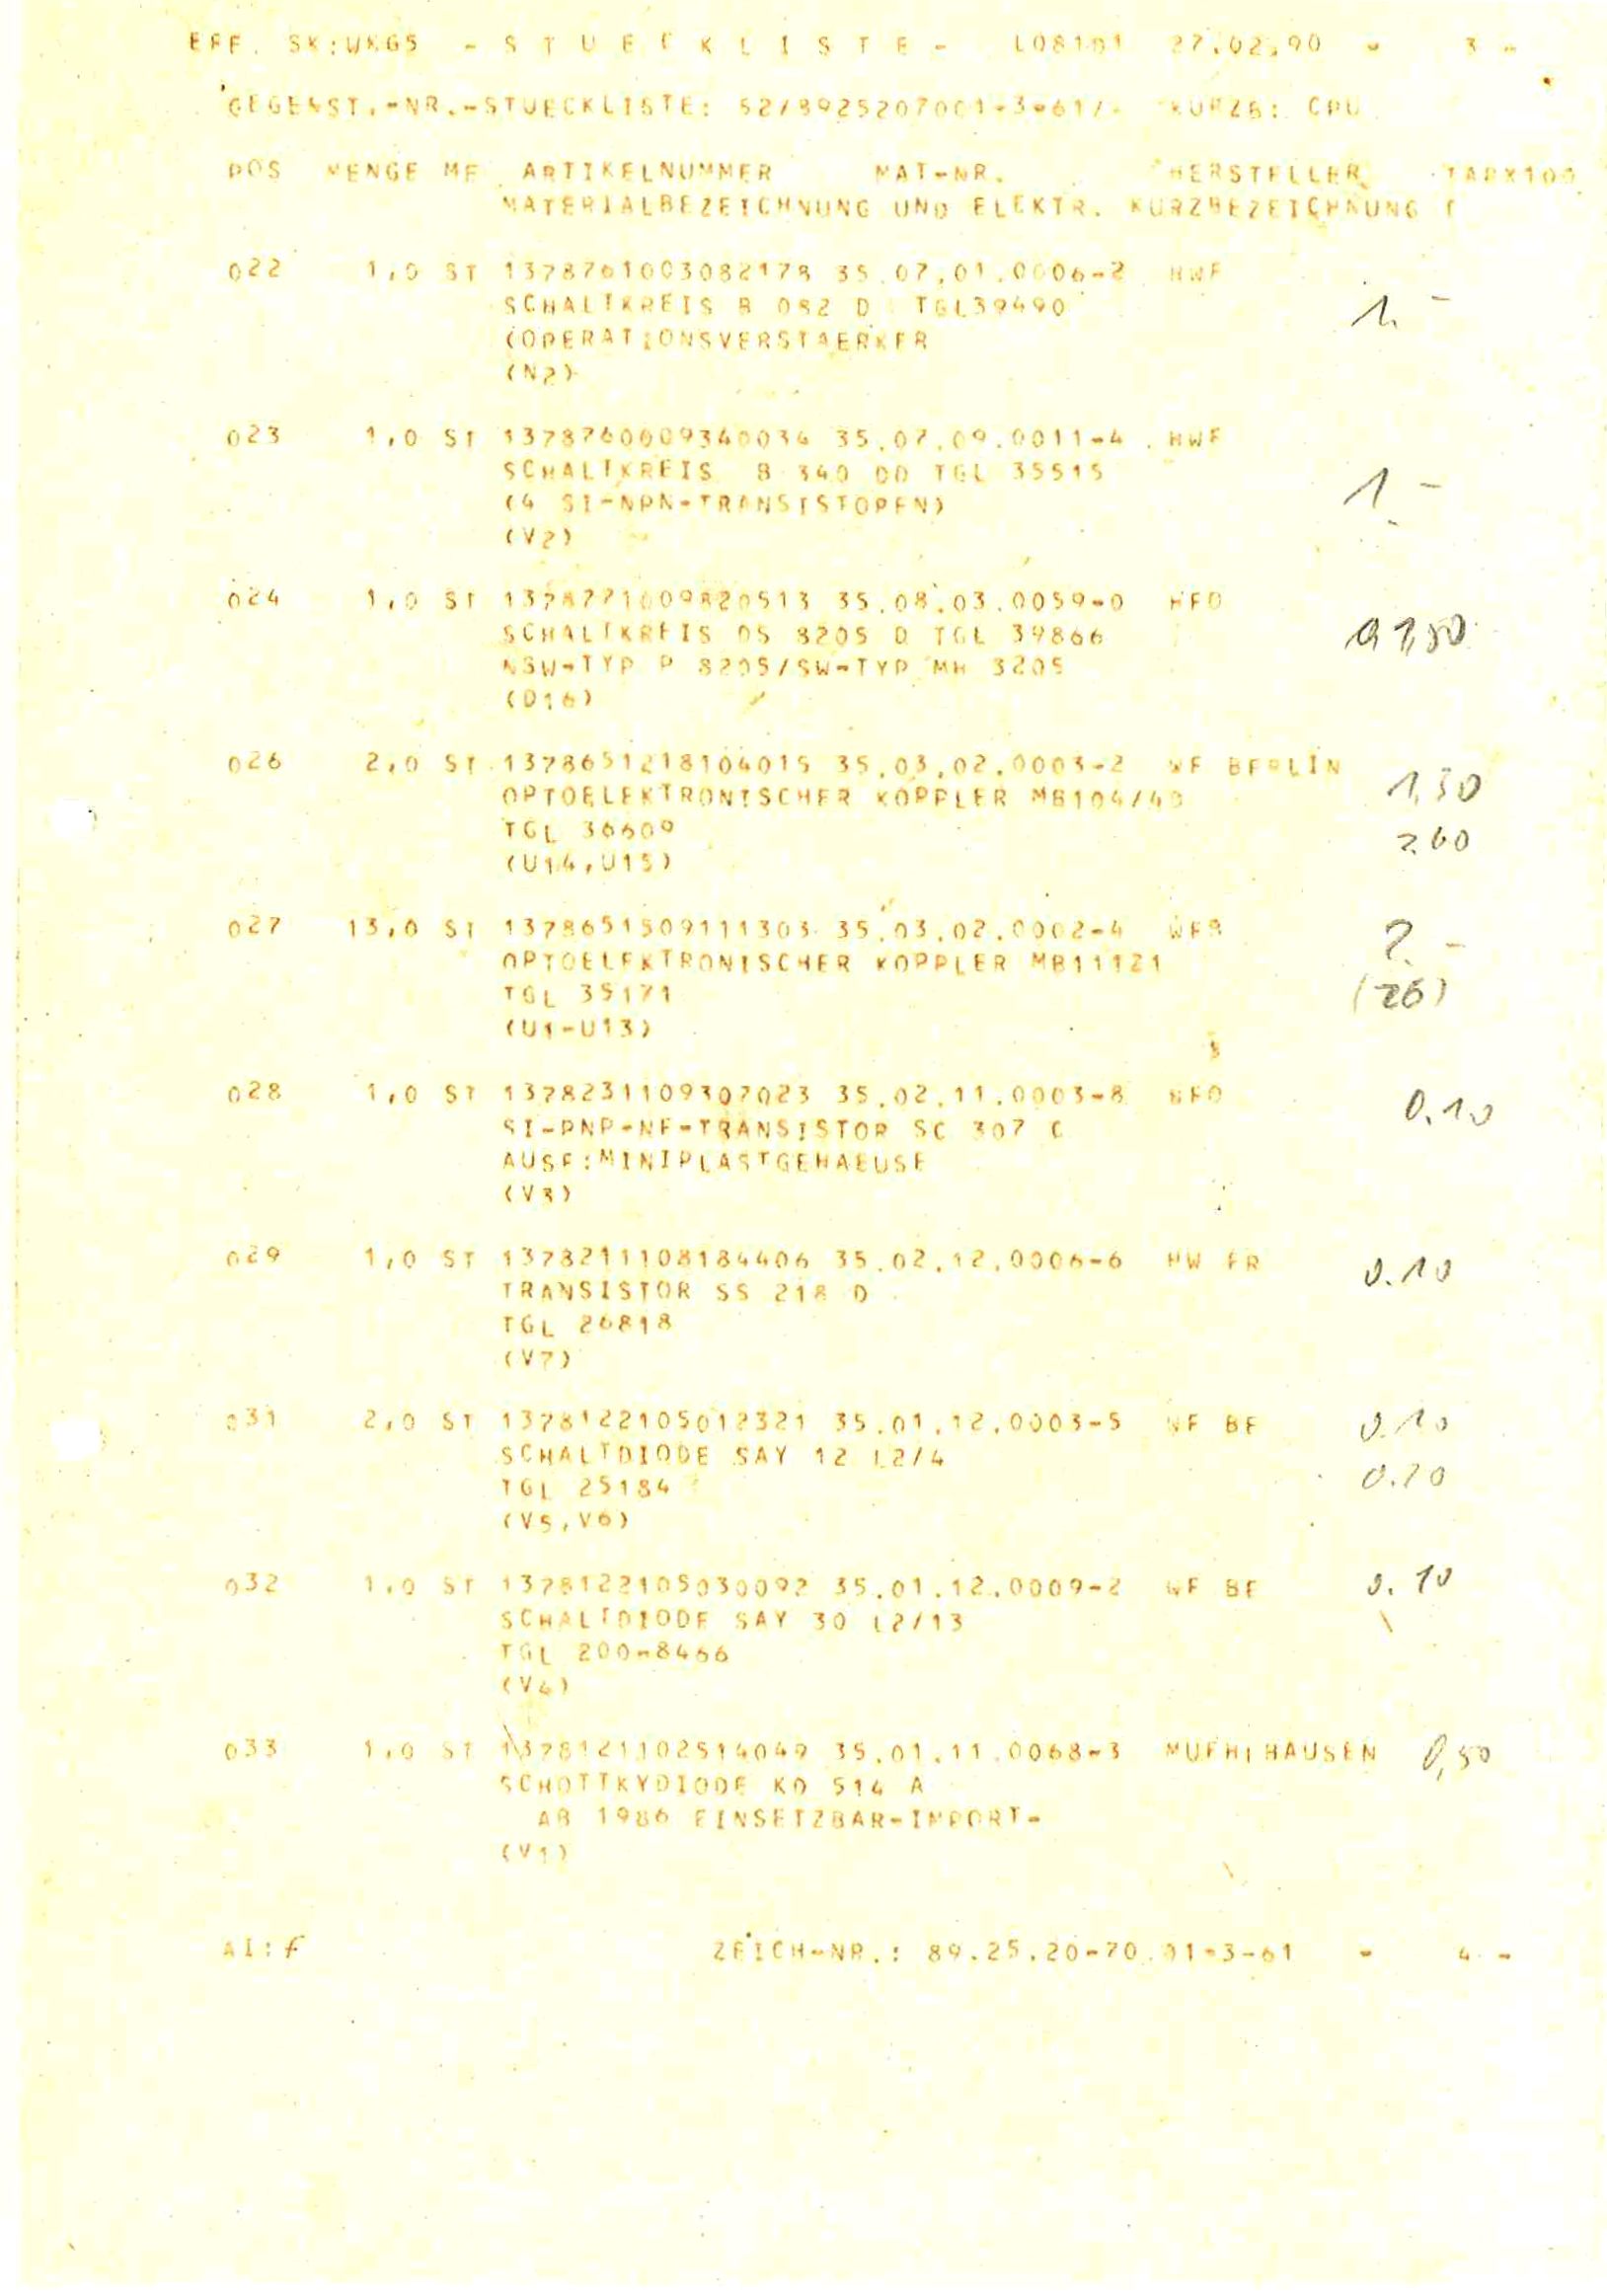 EFF. SK:WKG5 - S T U E C K L I S T E - L08101 27.02.90 - 3 -
GEGENST.-NR.-STUECKLISTE: 52/8925207001-3-61/- KURZB: CPU
POS MENGE ME ARTIKELNUMMER MAT-NR. HERSTELLER TAPX100
MATERIALBEZEICHNUNG UND ELEKTR. KURZBEZEICHNUNG (
022 1,0 ST 1378761003082178 35.07.01.0006-2 HWF
SCHALTKREIS B 082 D TGL39490 1.-
(OPERATIONSVERSTAERKER
(N2)
023 1,0 ST 1378760009340034 35.07.09.0011-4 HWF
SCHALTKREIS B 340 DD TGL 35515 1.-
(4 SI-NPN-TRANSISTOREN)
(V2)
024 1,0 ST 1378771009820513 35.08.03.0059-0 HFO
SCHALTKREIS DS 8205 D TGL 39866
NSW-TYP P 8205/SW-TYP MH 3205
(D16)
026 2,0 ST 1378651218104015 35.03.02.0003-2 WF BERLIN
OPTOELEKTRONISCHER KOPPLER MB104/4D 1,30
TGL 36609 2.60
(U14,U15)
027 13,0 ST 1378651509111303 35.03.02.0002-4 WFB 2.-
OPTOELEKTRONISCHER KOPPLER MB111Z1
TGL 35171 (26)
(U1-U13)
028 1,0 ST 1378231109307023 35.02.11.0003-8 HFO 0.10
SI-PNP-NF-TRANSISTOR SC 307 C
AUSF:MINIPLASTGEHAEUSE
(V3)
029 1,0 ST 1378211108184406 35.02.12.0006-6 HW FR 0.10
TRANSISTOR SS 218 D
TGL 26818
(V7)
031 2,0 ST 1378122105012321 35.01.12.0003-5 WF BE 0.10
SCHALTDIODE SAY 12 L2/4
TGL 25184 0.20
(V5,V6)
032 1,0 ST 1378122105030092 35.01.12.0009-2 WF BE 0.10
SCHALTDIODE SAY 30 L2/13
TGL 200-8466
(V4)
033 1,0 ST 1378121102514049 35.01.11.0068-3 MUEHLHAUSEN 0,50
SCHOTTKYDIODE KD 514 A
AB 1986 EINSETZBAR-IMPORT-
(V1)
AI:f ZEICH-NR.: 89.25.20-70.01-3-61 - 4 -